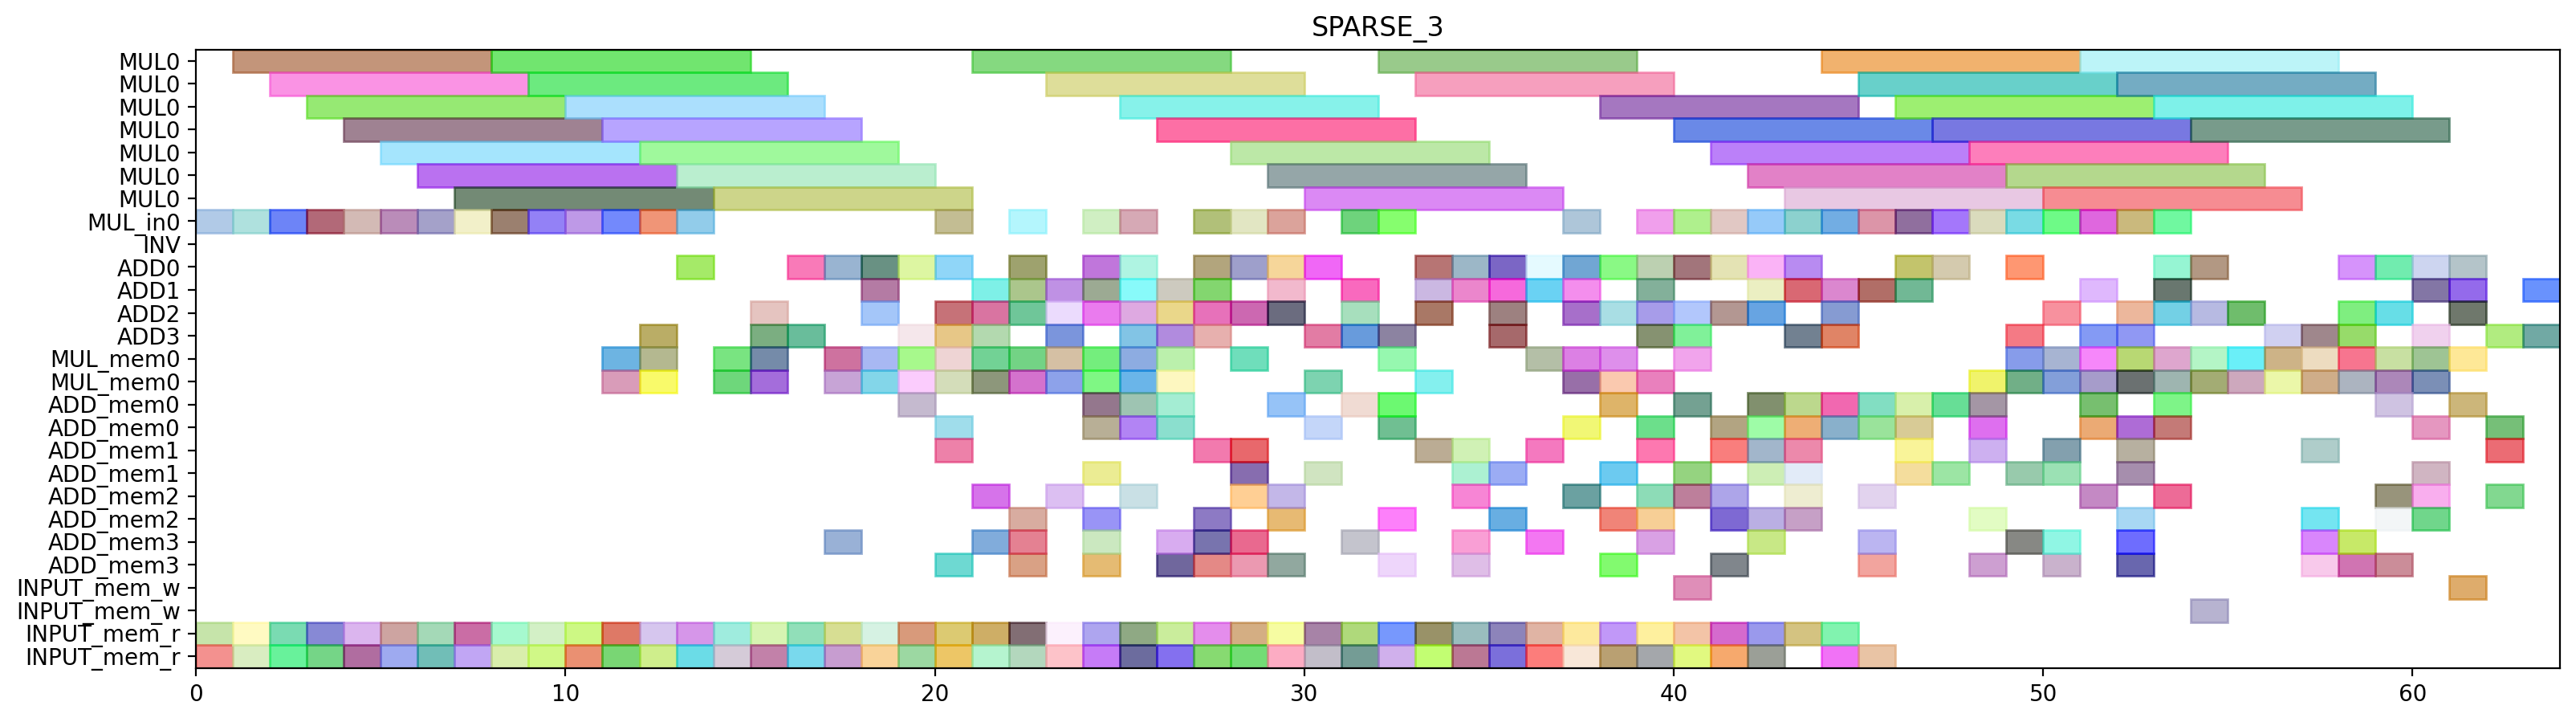 SPARSE_3
MUL0
MUL0
MUL0
MUL0
MUL0
MUL0
MUL0
MUL_in0
INV
ADD0
ADD1
ADD2
ADD3
MUL_mem0
MUL_mem0
ADD_mem0
ADD_mem0
ADD_mem1
ADD_mem1
ADD_mem2
ADD_mem2
ADD_mem3
ADD_mem3
INPUT_mem_w
INPUT_mem_w
INPUT_mem_r
INPUT_mem_r
0 10 20 30 40 50 60